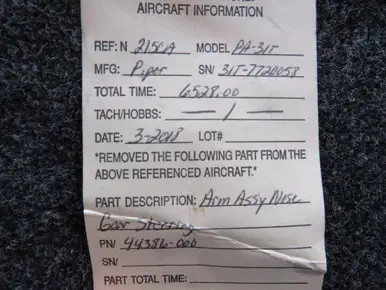 AIRCRAFT INFORMATION
REF: N 215CA MODEL PA-31T
MFG: Piper SN/ 31T-7720058
TOTAL TIME: 6528.00
TACH/HOBBS: — / —
DATE: 3-2018 LOT#
*REMOVED THE FOLLOWING PART FROM THE
ABOVE REFERENCED AIRCRAFT.*
PART DESCRIPTION: Arm Assy Nose
Gear Steering
PN/ 44386-000
SN/
PART TOTAL TIME: